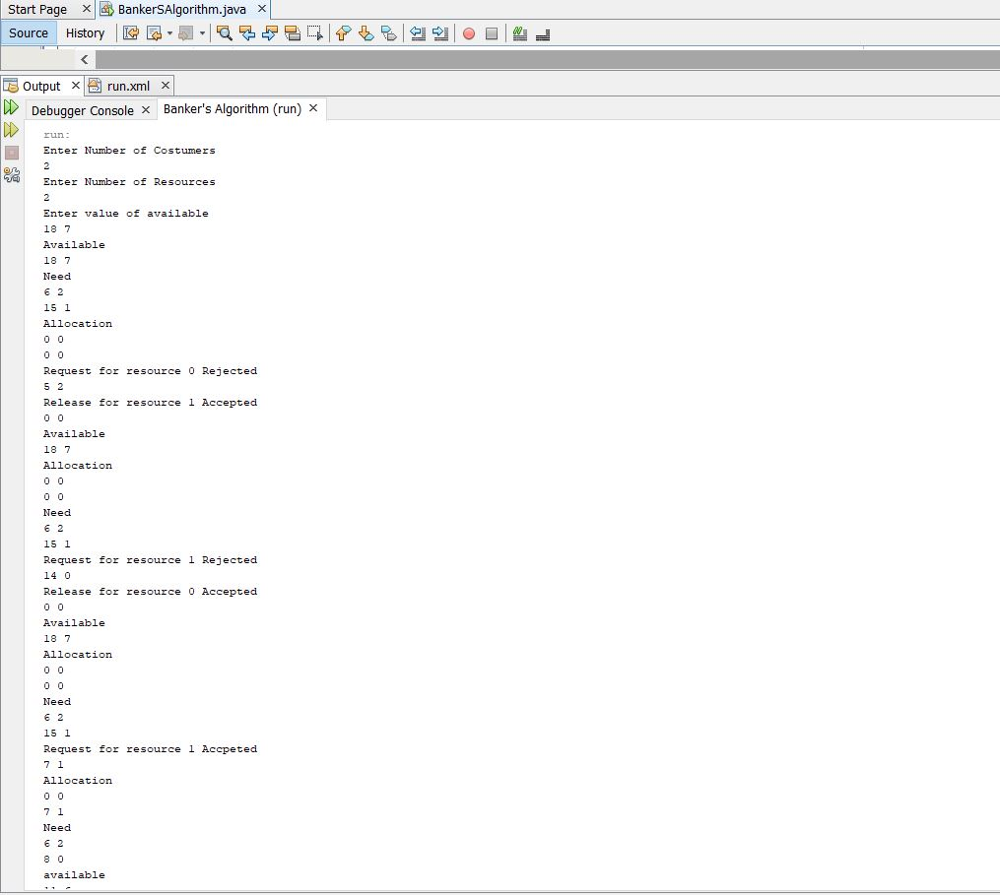 Start Page
BankerSAlgorithm.java
Source
History
Output
run.xml
Debugger Console
Banker's Algorithm (run)
run:
Enter Number of Costumers
2
Enter Number of Resources
2
Enter value of available
18 7
Available
18 7
Need
6 2
15 1
Allocation
0 0
0 0
Request for resource 0 Rejected
5 2
Release for resource 1 Accepted
0 0
Available
18 7
Allocation
0 0
0 0
Need
6 2
15 1
Request for resource 1 Rejected
14 0
Release for resource 0 Accepted
0 0
Available
18 7
Allocation
0 0
0 0
Need
6 2
15 1
Request for resource 1 Accpeted
7 1
Allocation
0 0
7 1
Need
6 2
8 0
available